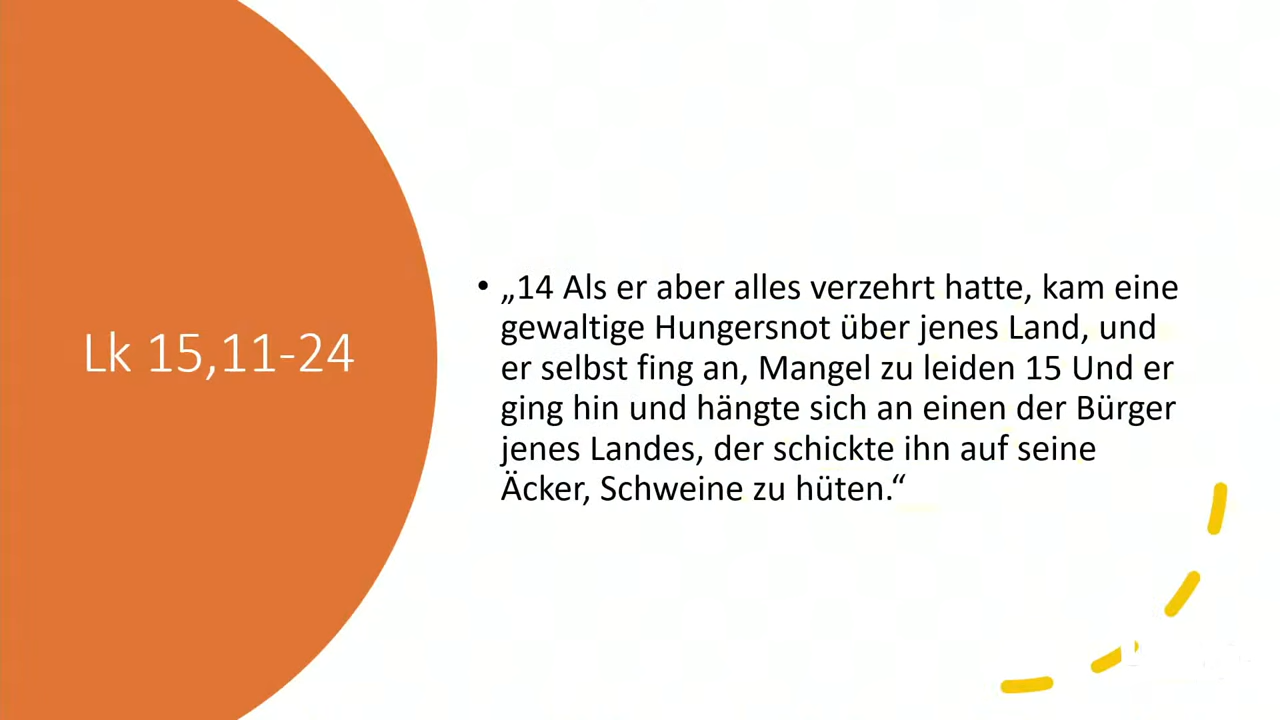 Lk 15,11-24
• „14 Als er aber alles verzehrt hatte, kam eine
gewaltige Hungersnot über jenes Land, und
er selbst fing an, Mangel zu leiden 15 Und er
ging hin und hängte sich an einen der Bürger
jenes Landes, der schickte ihn auf seine
Äcker, Schweine zu hüten.“